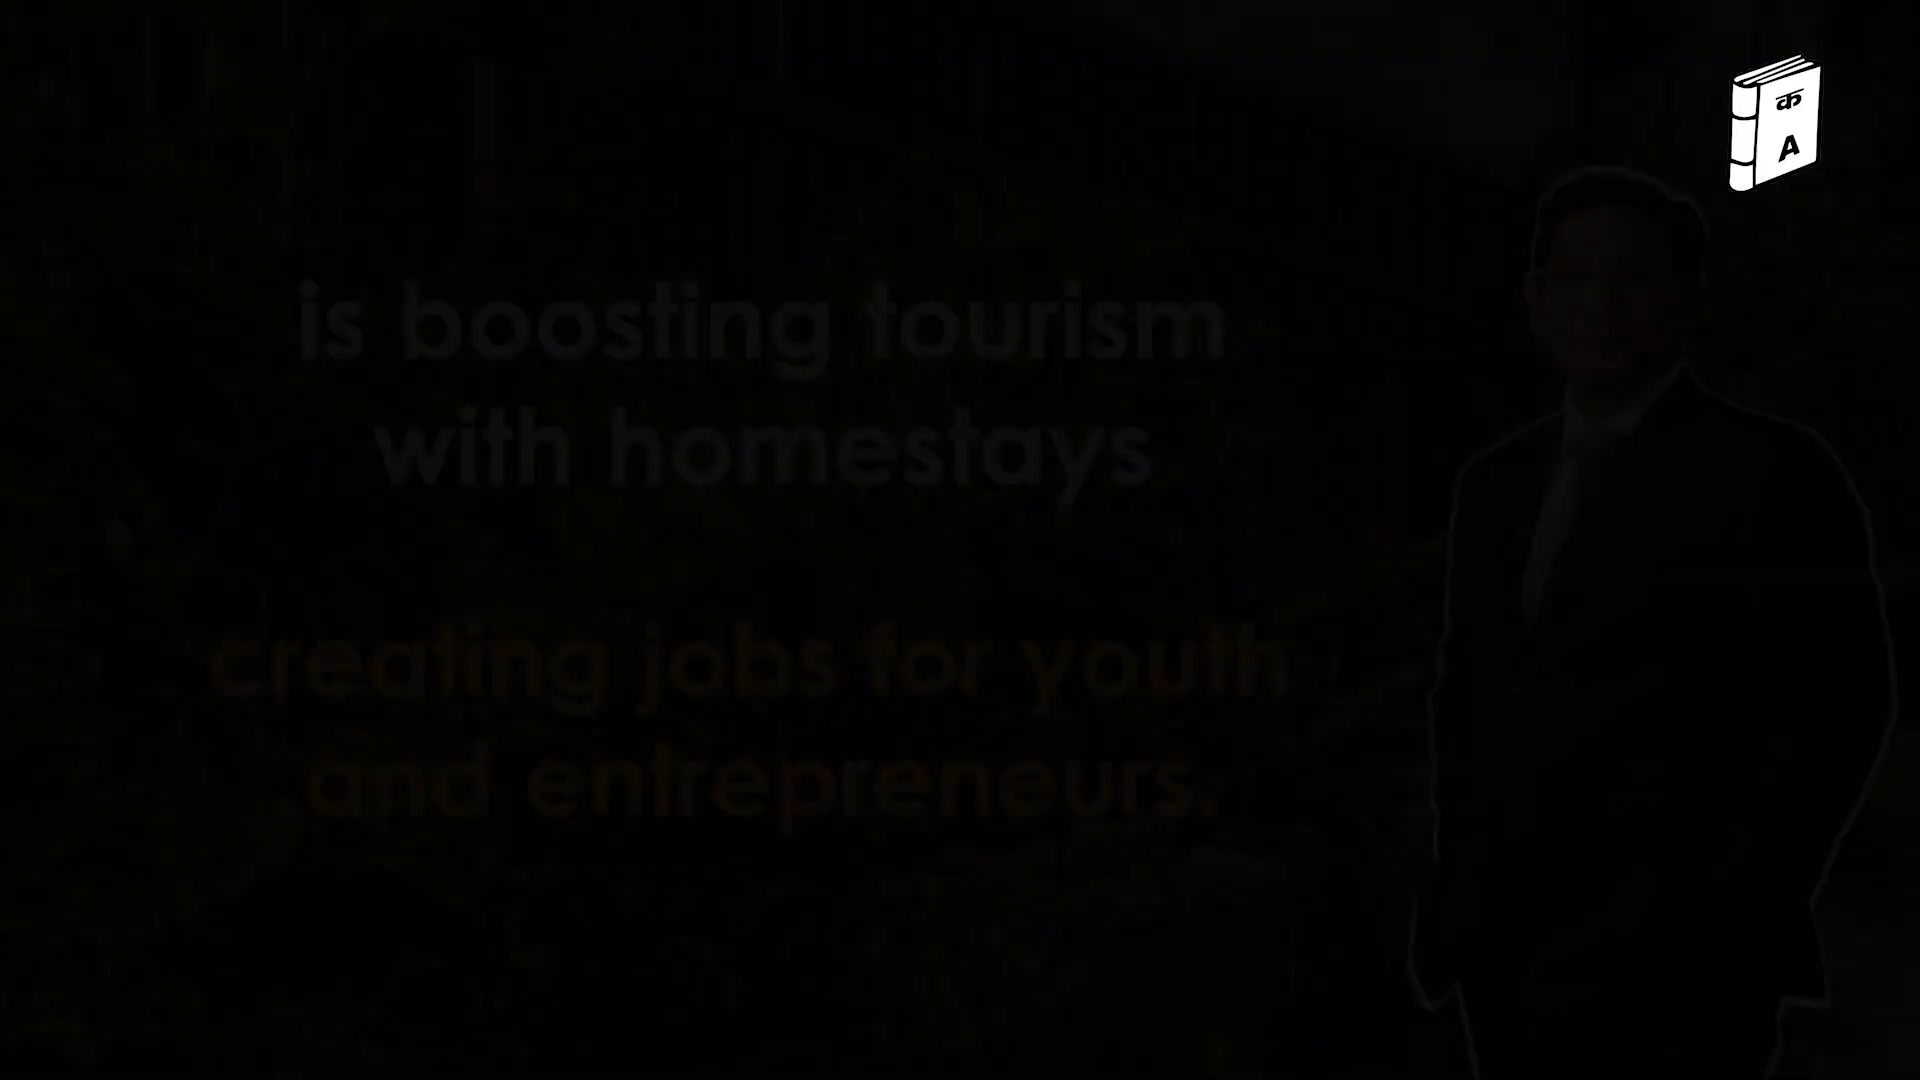 क
A
is boosting tourism
with homestays
creating jobs for youth
and entrepreneurs.